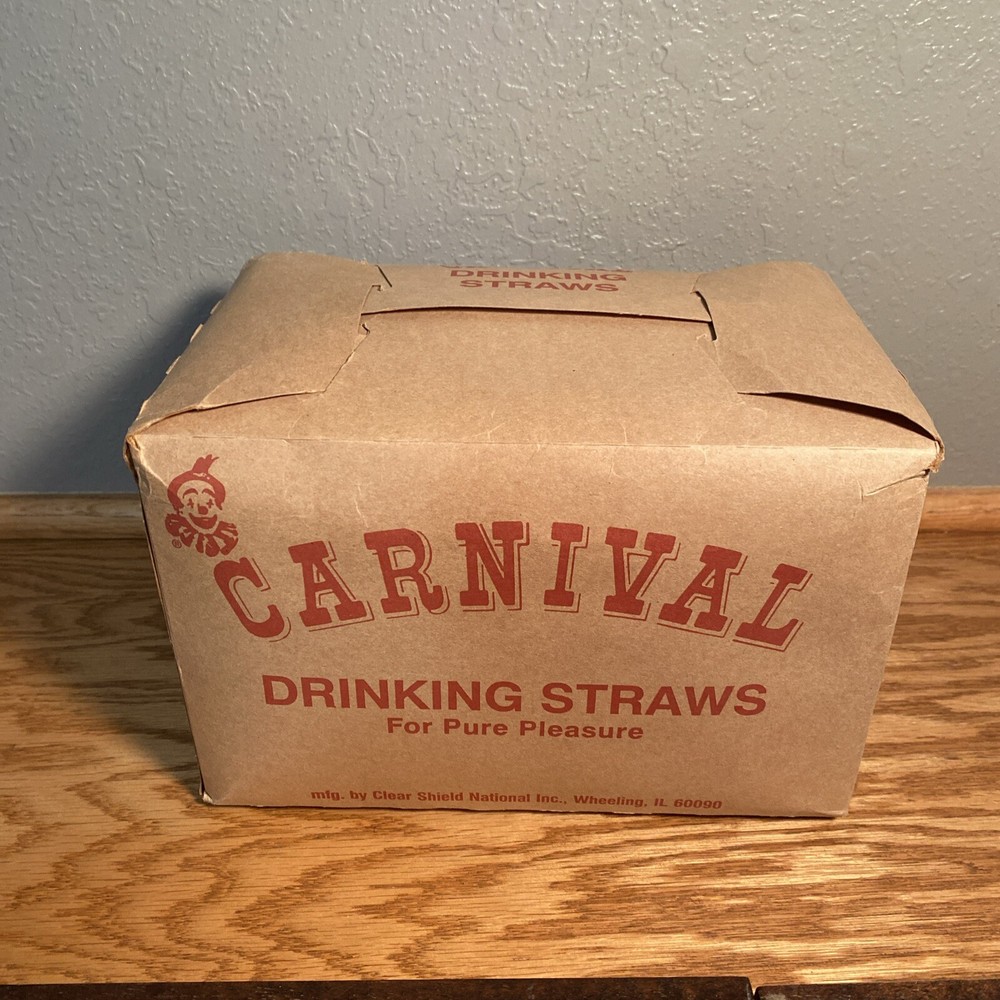 DRINKING
STRAWS
®
CARNIVAL
DRINKING STRAWS
For Pure Pleasure
mfg. by Clear Shield National Inc., Wheeling, IL 60090